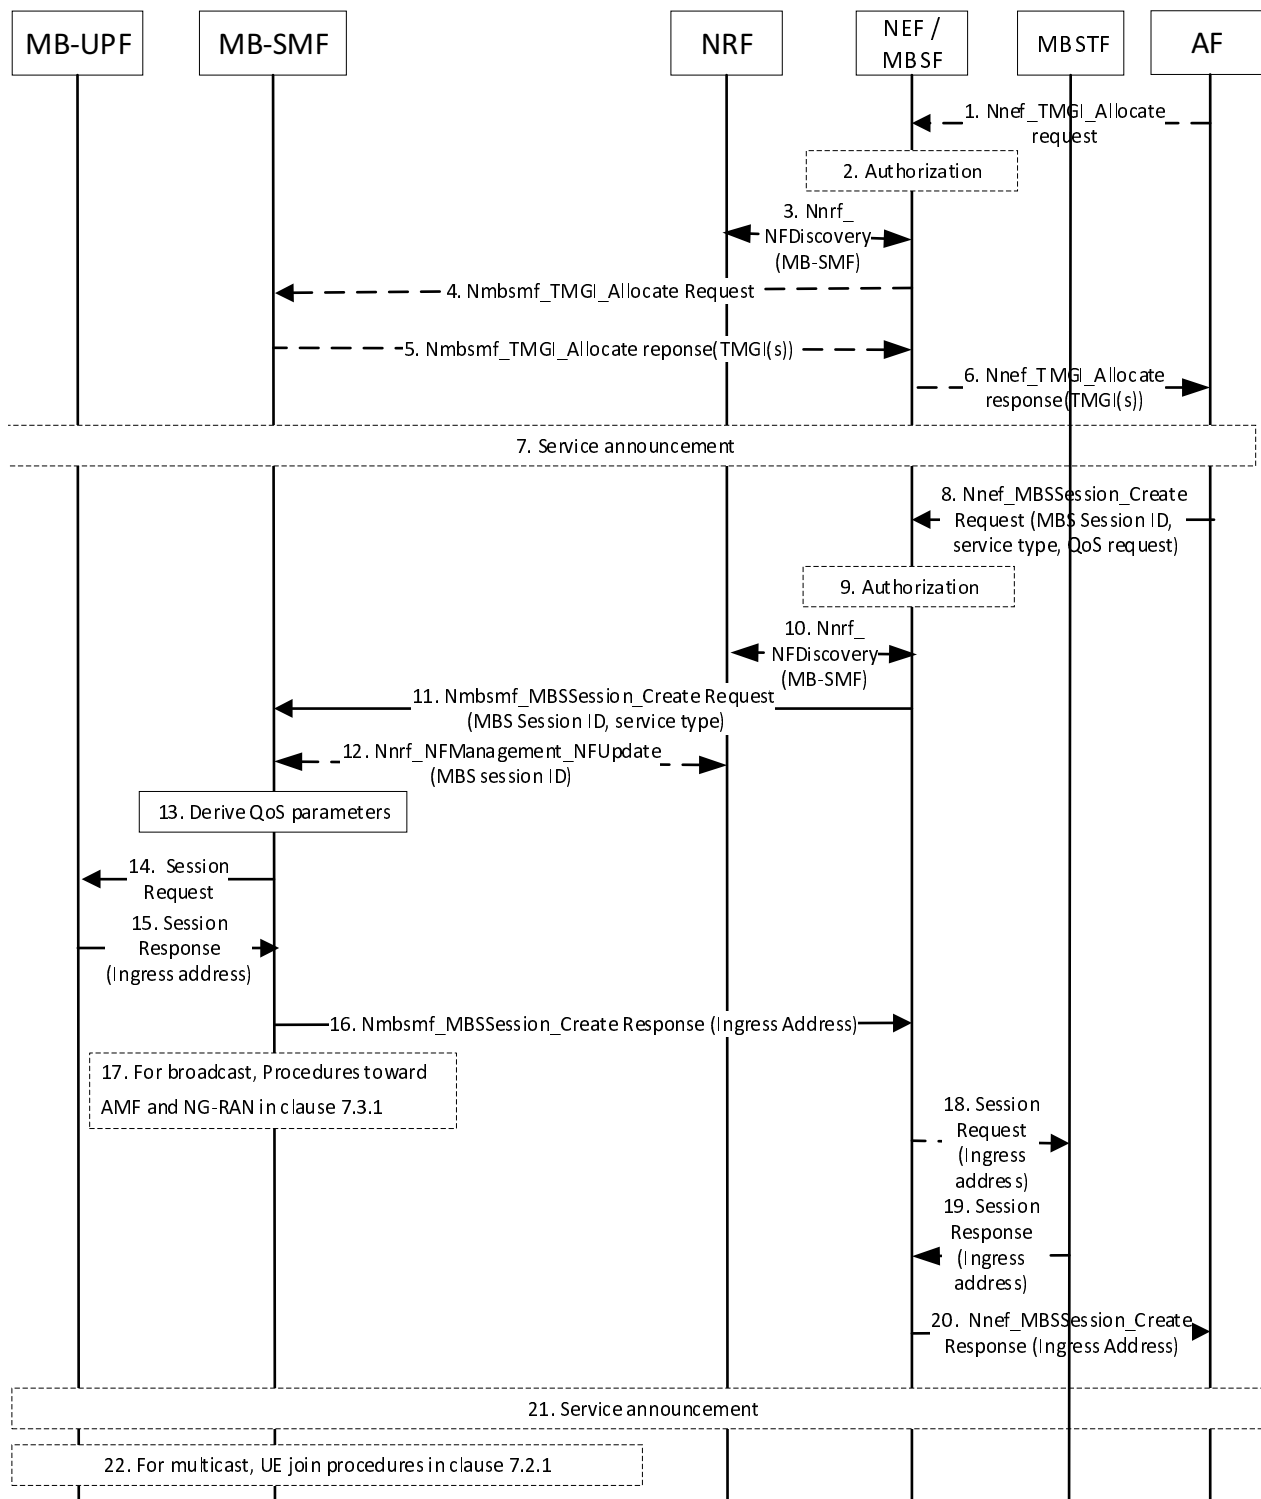 MB-UPF
MB-SMF
NRF
NEF /
MBSF
MBSTF
AF
1. Nnef_TMGI_Allocate
request
2. Authorization
3. Nnrf_
NFDiscovery
(MB-SMF)
4. Nmbsmf_TMGI_Allocate Request
5. Nmbsmf_TMGI_Allocate reponse(TMGI(s))
6. Nnef_TMGI_Allocate
response(TMGI(s))
7. Service announcement
8. Nnef_MBSSession_Create
Request (MBS Session ID,
service type, QoS request)
9. Authorization
10. Nnrf_
NFDiscovery
(MB-SMF)
11. Nmbsmf_MBSSession_Create Request
(MBS Session ID, service type)
12. Nnrf_NFManagement_NFUpdate
(MBS session ID)
13. Derive QoS parameters
14. Session
Request
15. Session
Response
(Ingress address)
16. Nmbsmf_MBSSession_Create Response (Ingress Address)
17. For broadcast, Procedures toward
AMF and NG-RAN in clause 7.3.1
18. Session
Request
(Ingress
address)
19. Session
Response
(Ingress
address)
20. Nnef_MBSSession_Create
Response (Ingress Address)
21. Service announcement
22. For multicast, UE join procedures in clause 7.2.1